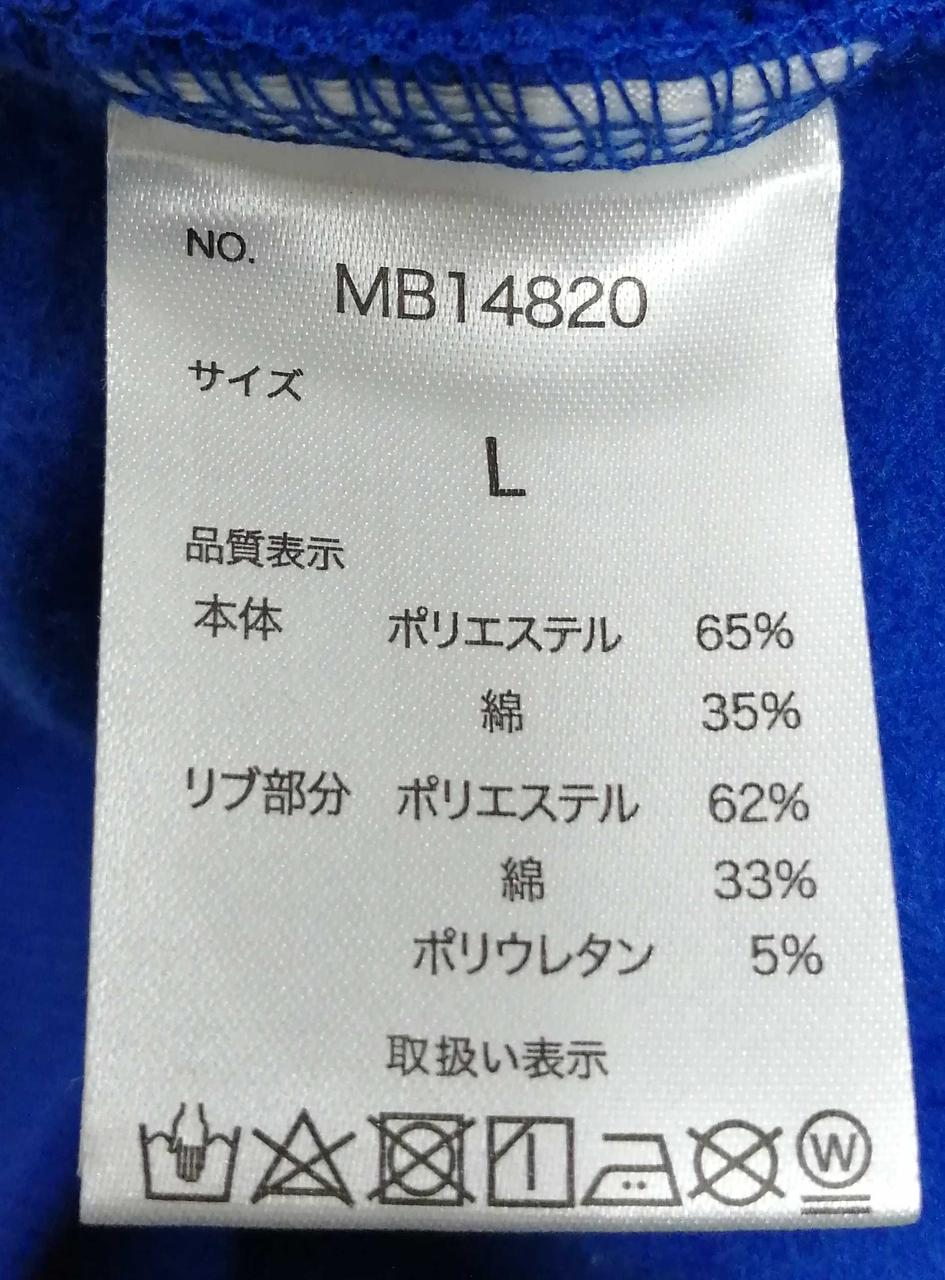 NO.
MB14820
サイズ
L
品質表示
本体 ポリエステル 65%
綿 35%
リブ部分 ポリエステル 62%
綿 33%
ポリウレタン 5%
取扱い表示
W